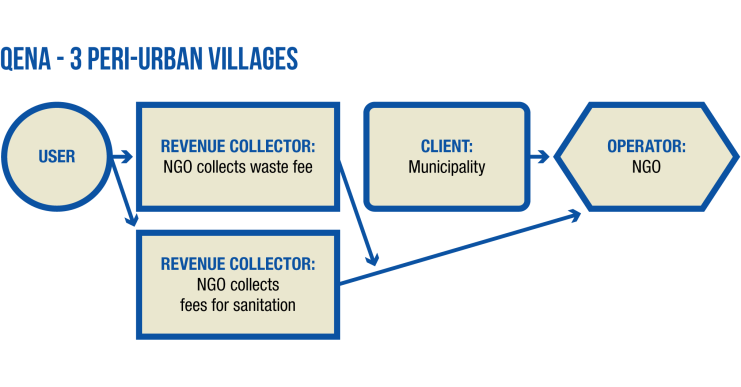 QENA - 3 PERI-URBAN VILLAGES
USER
REVENUE COLLECTOR:
NGO collects waste fee
CLIENT:
Municipality
OPERATOR:
NGO
REVENUE COLLECTOR:
NGO collects
fees for sanitation